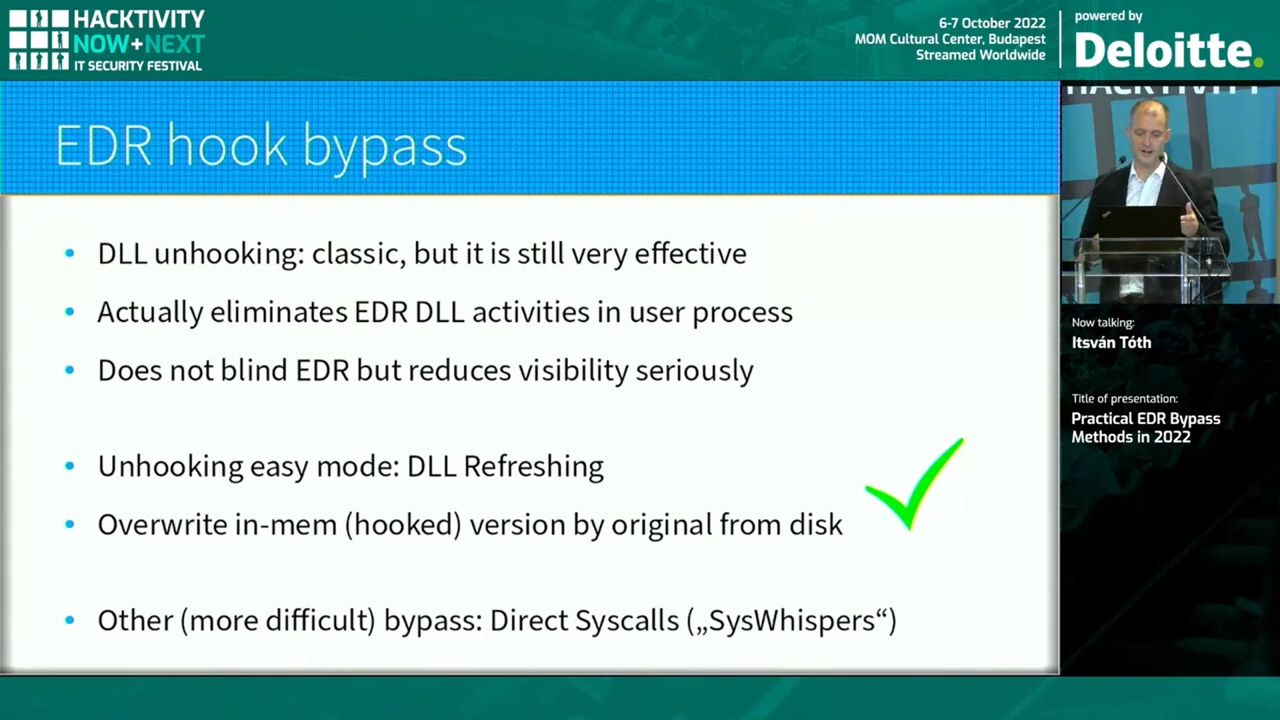 HACKTIVITY
NOW+NEXT
IT SECURITY FESTIVAL
6-7 October 2022
MOM Cultural Center, Budapest
Streamed Worldwide
powered by
Deloitte.
EDR hook bypass
• DLL unhooking: classic, but it is still very effective
• Actually eliminates EDR DLL activities in user process
• Does not blind EDR but reduces visibility seriously
• Unhooking easy mode: DLL Refreshing
• Overwrite in-mem (hooked) version by original from disk
• Other (more difficult) bypass: Direct Syscalls („SysWhispers“)
HACKTIVITY
Now talking:
Itsván Tóth
Title of presentation:
Practical EDR Bypass
Methods in 2022